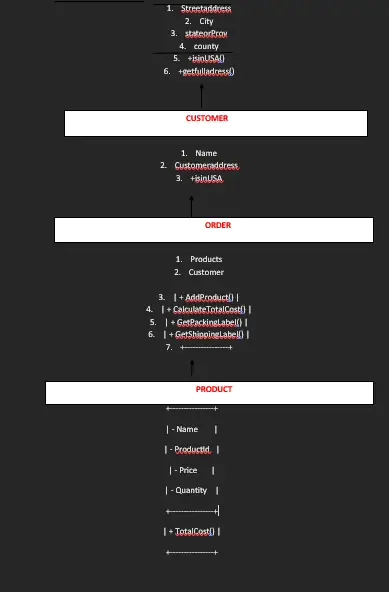 1. Streetaddress
2. City
3. stateorProv
4. county
5. +isinUSA()
6. +getfulladress()
CUSTOMER
1. Name
2. Customeraddress
3. +isinUSA
ORDER
1. Products
2. Customer
3. | + AddProduct() |
4. | + CalculateTotalCost() |
5. | + GetPackingLabel() |
6. | + GetShippingLabel() |
7. +----------------+
PRODUCT
+----------------+
| - Name |
| - ProductId |
| - Price |
| - Quantity |
+----------------+
| + TotalCost() |
+----------------+